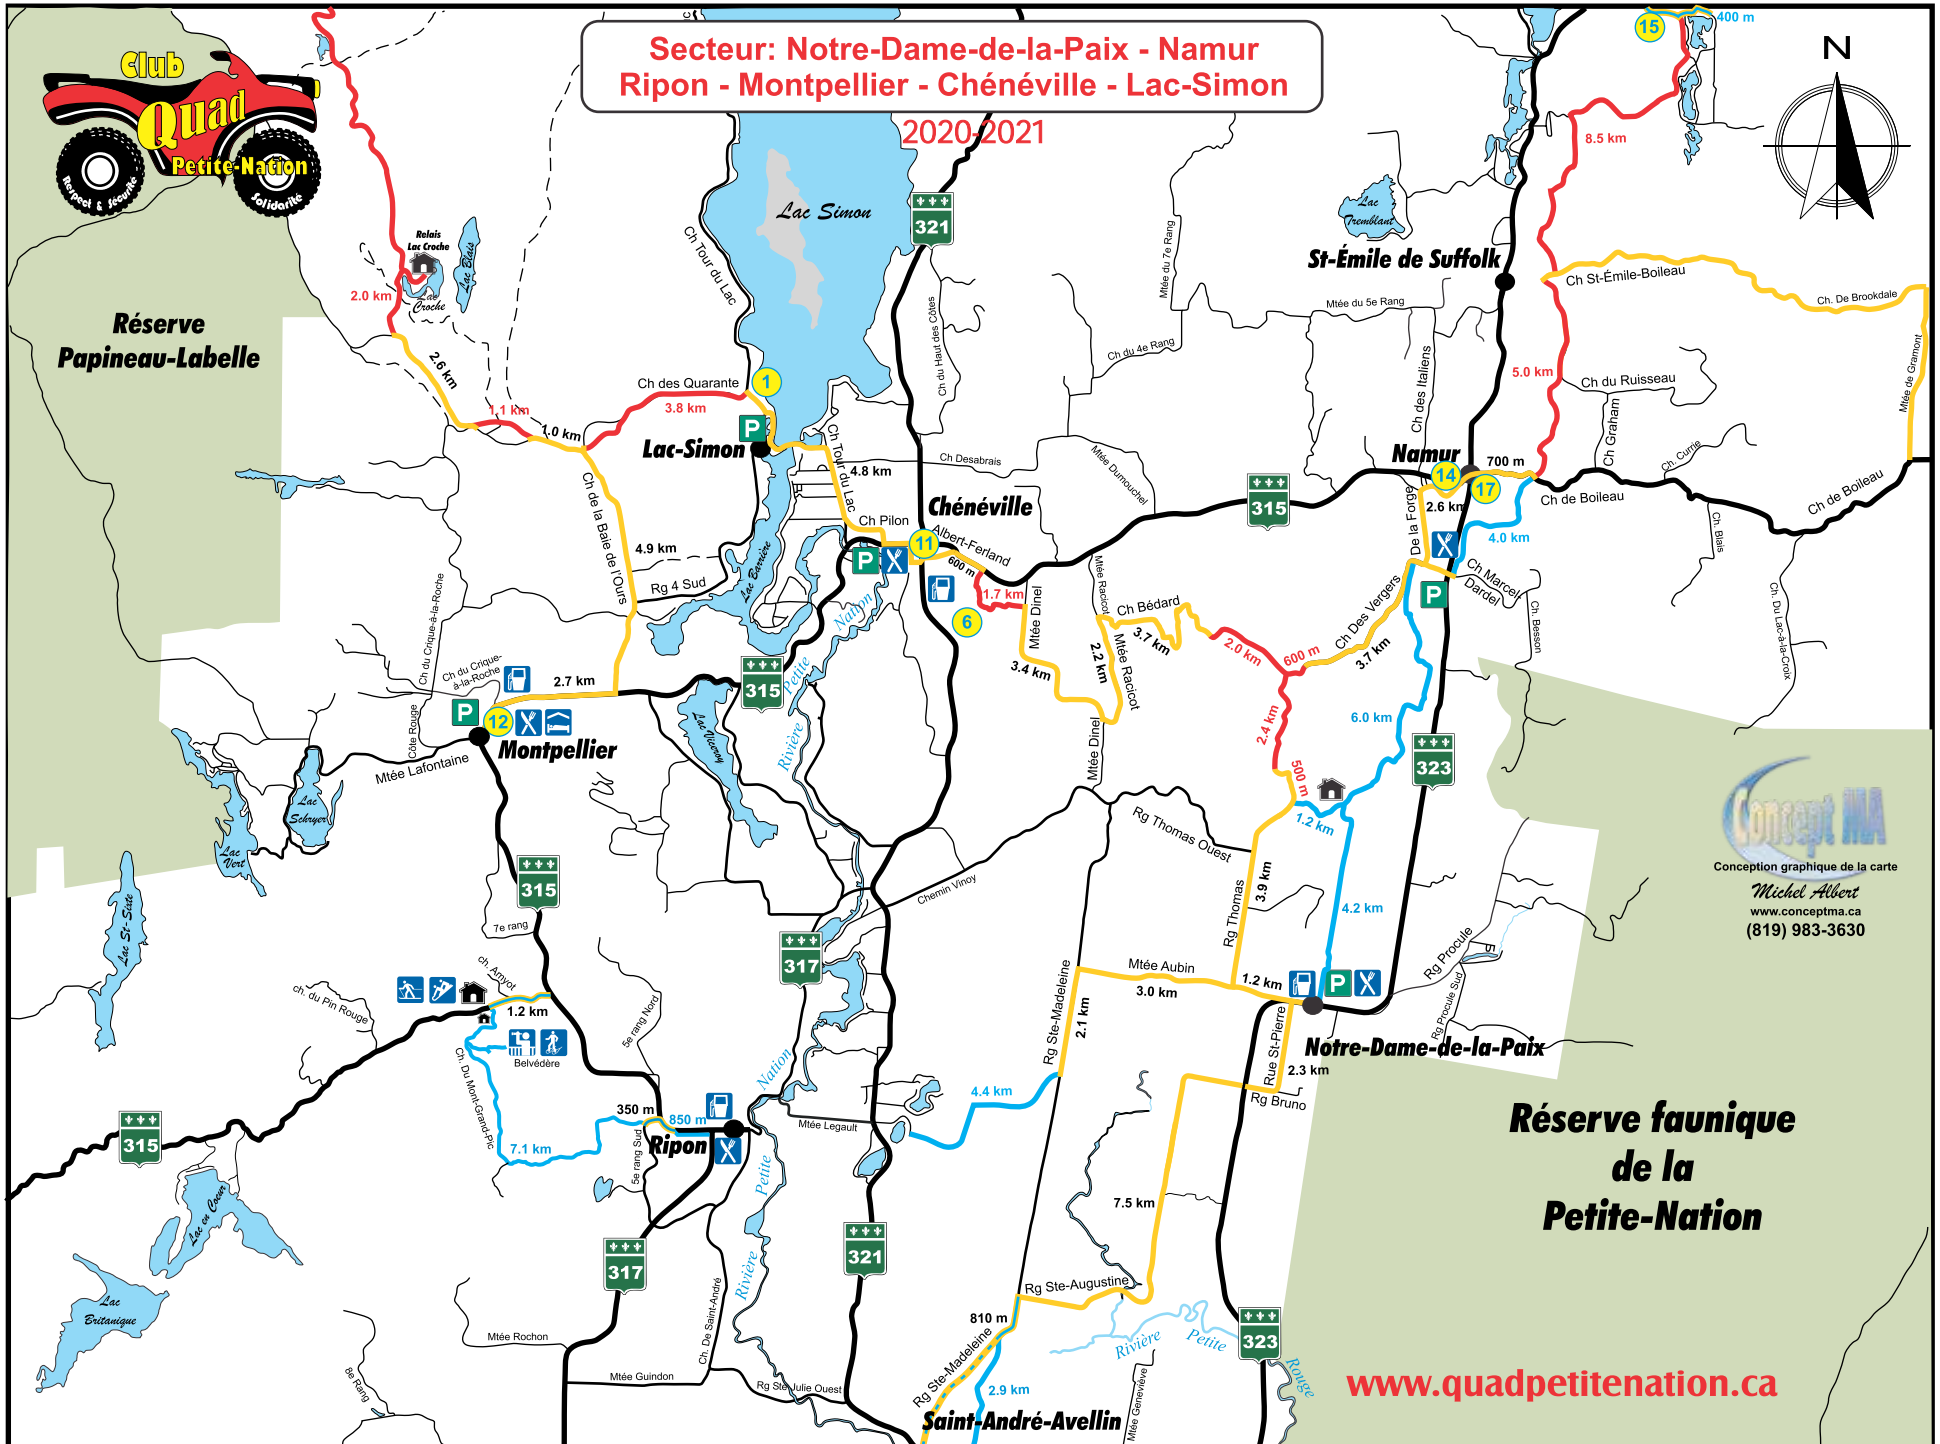 Club
Quad
Petite-Nation
Respect & Sécurité
Solidarité
Secteur: Notre-Dame-de-la-Paix - Namur
Ripon - Montpellier - Chénéville - Lac-Simon
2020-2021
15
400 m
N
8.5 km
Lac Simon
321
Lac
Tremblant
St-Émile de Suffolk
Relais
Lac Croche
Lac Blais
Lac
Croche
2.0 km
Ch Tour du Lac
Mtée du 7e Rang
Ch St-Émile-Boileau
Ch. De Brookdale
Mtée du 5e Rang
Réserve
Papineau-Labelle
2.6 km
Ch du Haut des Côtes
Ch du 4e Rang
Ch des Italiens
5.0 km
Ch du Ruisseau
Mtée de Gramont
Ch des Quarante
1
3.8 km
1.1 km
1.0 km
P
Lac-Simon
Ch Tour du Lac
4.8 km
Ch Desabrais
Mtée Dumouchel
Ch Graham
Ch. Currie
Namur
14
17
700 m
2.6 km
Ch de Boileau
Ch de Boileau
Ch de la Baie de l'Ours
Chénéville
315
De la Forge
4.0 km
Ch. Blais
Ch Pilon
11
Albert-Ferland
600 m
P
4.9 km
Rg 4 Sud
Lac Barrière
1.7 km
6
Mtée Dinel
Mtée Racicot
Ch Bédard
3.7 km
2.0 km
600 m
Ch Des Vergers
3.7 km
P
Ch Marcel
Dardel
Ch. Besson
Ch. Du Lac-à-la-Croix
Ch du Crique-à-la-Roche
Ch du Crique-
à-la-Roche
Nation
Petite
Rivière
315
3.4 km
2.2 km
Mtée Racicot
2.7 km
P
12
Montpellier
Côte Rouge
Mtée Lafontaine
Lac Viceroy
Mtée Dinel
2.4 km
6.0 km
323
500 m
1.2 km
Lac
Schryer
Lac
Vert
Rg Thomas Ouest
Concept MA
Conception graphique de la carte
Michel Albert
www.conceptma.ca
(819) 983-3630
315
Chemin Vinoy
3.9 km
Rg Thomas
4.2 km
Lac St-Sixte
7e rang
317
Rg Procule
Rg Procule Sud
ch. Amyot
ch. du Pin Rouge
1.2 km
5e rang Nord
Rg Ste-Madeleine
Mtée Aubin
3.0 km
1.2 km
P
2.1 km
Rue St-Pierre
Notre-Dame-de-la-Paix
2.3 km
Rg Bruno
Belvédère
Ch. Du Mont-Grand-Pic
Nation
4.4 km
315
350 m
850 m
Ripon
Mtée Legault
7.1 km
5e rang Sud
Petite
Rivière
Réserve faunique
de la
Petite-Nation
Lac en Coeur
7.5 km
317
321
Lac
Britanique
Ch. De Saint-André
Rg Ste-Augustine
810 m
Rg Ste-Madeleine
Rivière
Petite
Rouge
323
Mtée Rochon
Mtée Guindon
8e Rang
Rg Ste-Julie Ouest
2.9 km
Saint-André-Avellin
Mtée Geneviève
www.quadpetitenation.ca